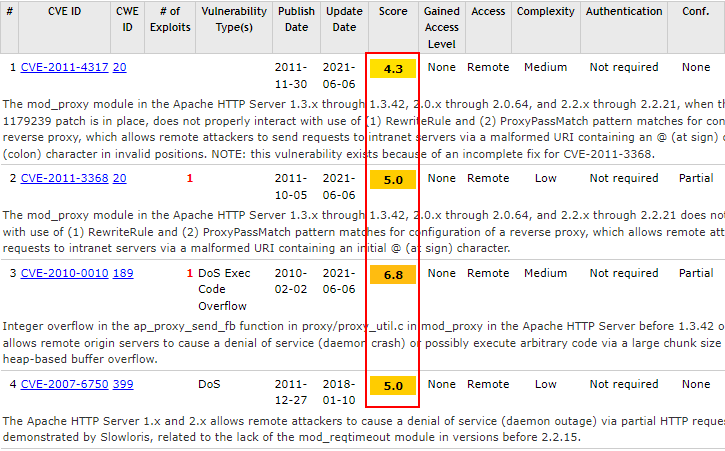 # CVE ID CWE ID # of Exploits Vulnerability Type(s) Publish Date Update Date Score Gained Access Level Access Complexity Authentication Conf.
1 CVE-2011-4317 20 2011-11-30 2021-06-06 4.3 None Remote Medium Not required None
The mod_proxy module in the Apache HTTP Server 1.3.x through 1.3.42, 2.0.x through 2.0.64, and 2.2.x through 2.2.21, when th
1179239 patch is in place, does not properly interact with use of (1) RewriteRule and (2) ProxyPassMatch pattern matches for con
reverse proxy, which allows remote attackers to send requests to intranet servers via a malformed URI containing an @ (at sign)
(colon) character in invalid positions. NOTE: this vulnerability exists because of an incomplete fix for CVE-2011-3368.
2 CVE-2011-3368 20 1 2011-10-05 2021-06-06 5.0 None Remote Low Not required Partial
The mod_proxy module in the Apache HTTP Server 1.3.x through 1.3.42, 2.0.x through 2.0.64, and 2.2.x through 2.2.21 does no
with use of (1) RewriteRule and (2) ProxyPassMatch pattern matches for configuration of a reverse proxy, which allows remote att
requests to intranet servers via a malformed URI containing an initial @ (at sign) character.
3 CVE-2010-0010 189 1 DoS Exec Code Overflow 2010-02-02 2021-06-06 6.8 None Remote Medium Not required Partial
Integer overflow in the ap_proxy_send_fb function in proxy/proxy_util.c in mod_proxy in the Apache HTTP Server before 1.3.42 o
allows remote origin servers to cause a denial of service (daemon crash) or possibly execute arbitrary code via a large chunk size
heap-based buffer overflow.
4 CVE-2007-6750 399 DoS 2011-12-27 2018-01-10 5.0 None Remote Low Not required None
The Apache HTTP Server 1.x and 2.x allows remote attackers to cause a denial of service (daemon outage) via partial HTTP reque
demonstrated by Slowloris, related to the lack of the mod_reqtimeout module in versions before 2.2.15.